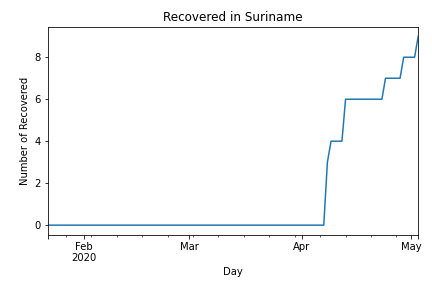 Recovered in Suriname
Number of Recovered
8
6
4
2
0
Feb
2020
Mar
Apr
May
Day